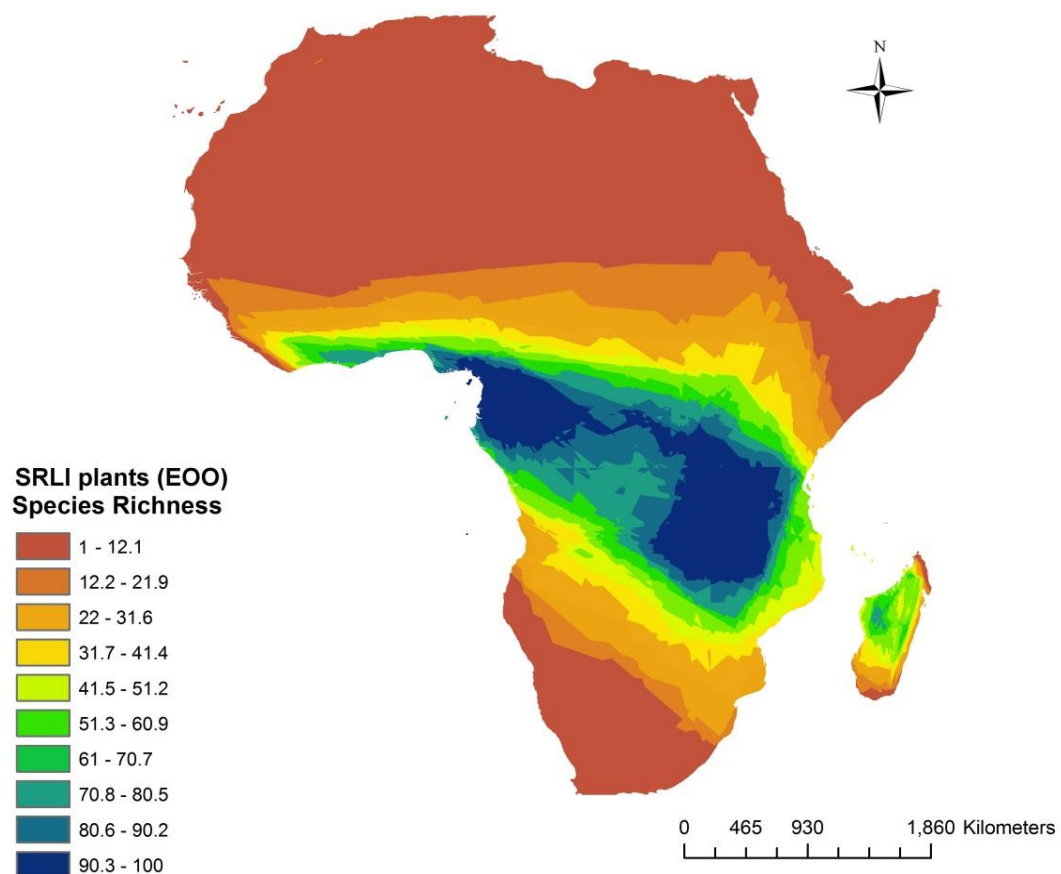 N
SRLI plants (EOO)
Species Richness
1 - 12.1
12.2 - 21.9
22 - 31.6
31.7 - 41.4
41.5 - 51.2
51.3 - 60.9
61 - 70.7
70.8 - 80.5
80.6 - 90.2
90.3 - 100
0 465 930 1,860 Kilometers